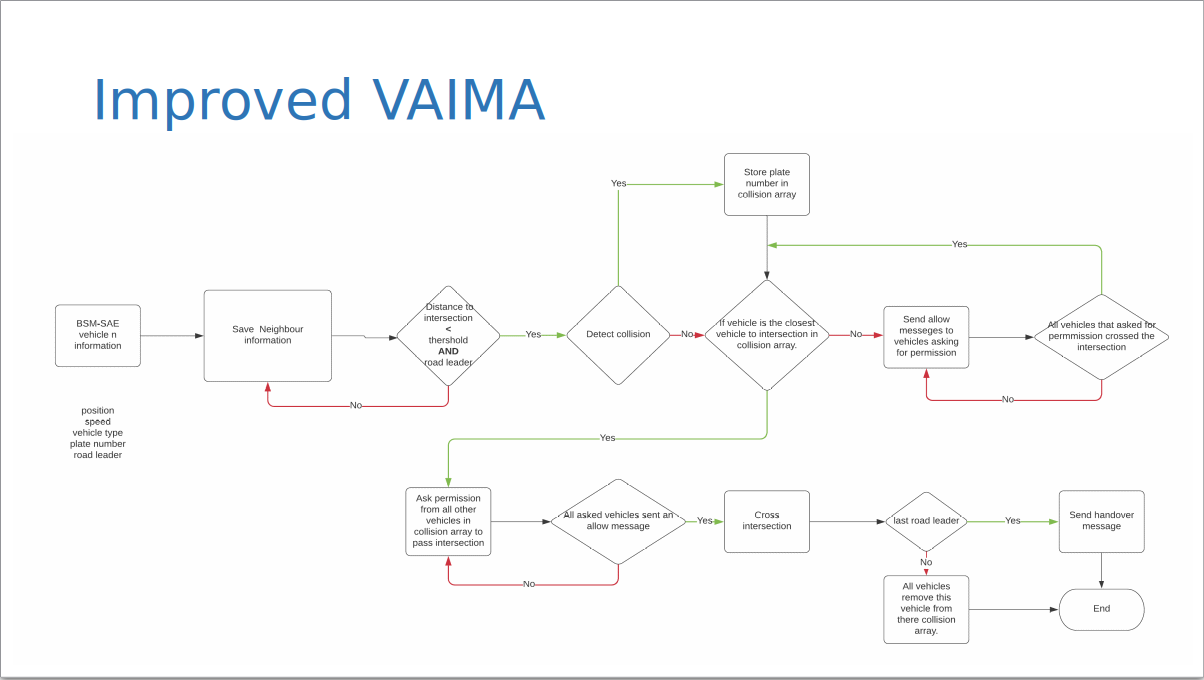 Improved VAIMA
Store plate
number in
collision array
Yes
Yes
BSM-SAE
vehicle n
information
Save  Neighbour
information
Distance to
intersection
<
thershold
AND
road leader
Yes
Detect collision
No
If vehicle is the closest
vehicle to intersection in
collision array.
No
Send allow
messeges to
vehicles asking
for permission
All vehicles that asked for
permmission crossed the
intersection
No
No
position
speed
vehicle type
plate number
road leader
Yes
Ask permission
from all other
vehicles in
collision array to
pass intersection
All asked vehicles sent an
allow message
Yes
Cross
intersection
last road leader
Yes
Send handover
message
No
No
All vehicles
remove this
vehicle from
there collision
array.
End